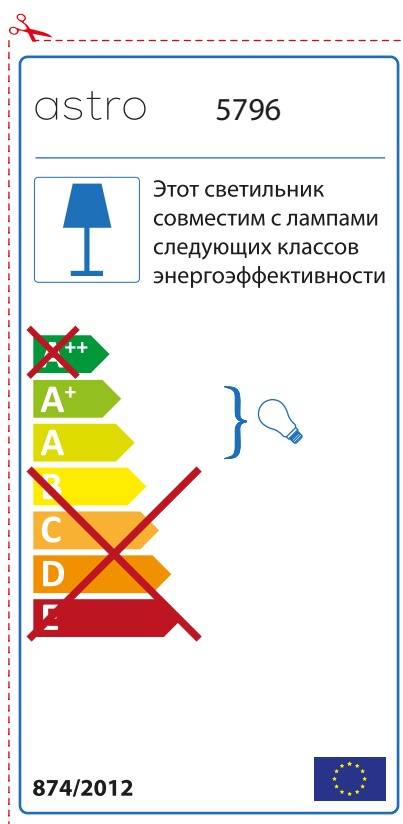 astro 5796
Этот светильник
совместим с лампами
следующих классов
энергоэффективности
A++
A+
A
B
C
D
E
874/2012